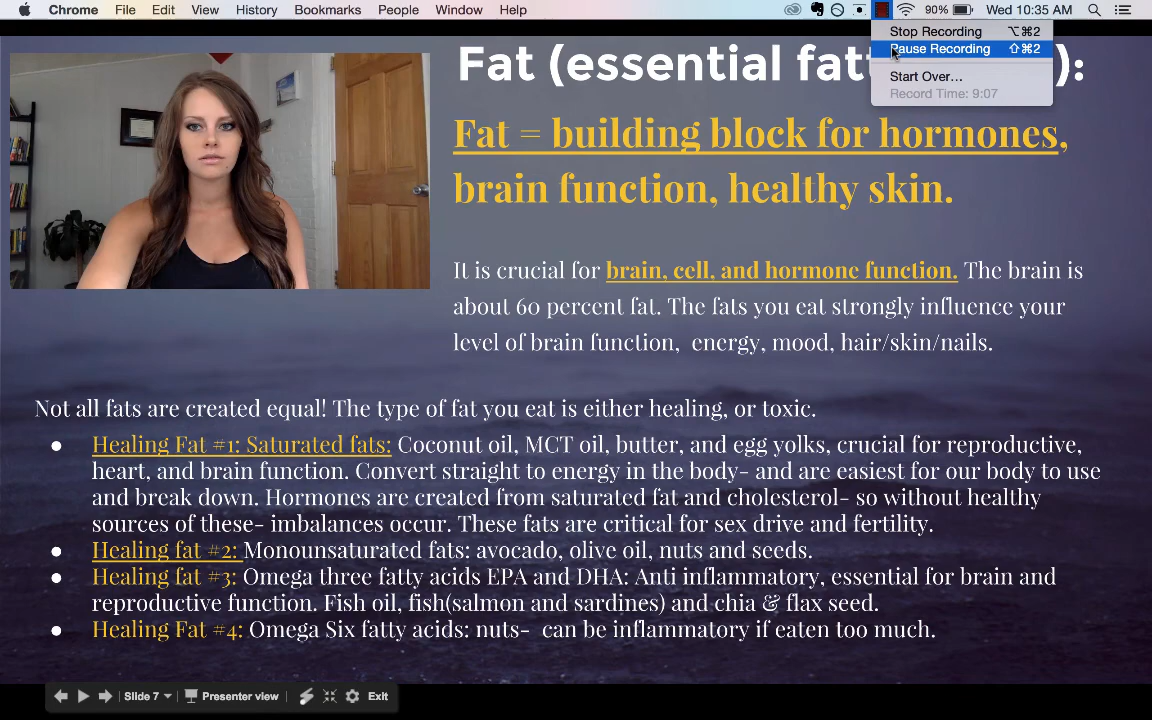 Chrome File Edit View History Bookmarks People Window Help 90% Wed 10:35 AM
Stop Recording ⌥⌘2
Pause Recording ⇧⌘2
Start Over...
Record Time: 9:07
Fat (essential fat ):
Fat = building block for hormones,
brain function, healthy skin.
It is crucial for brain, cell, and hormone function. The brain is
about 60 percent fat. The fats you eat strongly influence your
level of brain function, energy, mood, hair/skin/nails.
Not all fats are created equal! The type of fat you eat is either healing, or toxic.
● Healing Fat #1: Saturated fats: Coconut oil, MCT oil, butter, and egg yolks, crucial for reproductive,
heart, and brain function. Convert straight to energy in the body- and are easiest for our body to use
and break down. Hormones are created from saturated fat and cholesterol- so without healthy
sources of these- imbalances occur. These fats are critical for sex drive and fertility.
● Healing fat #2: Monounsaturated fats: avocado, olive oil, nuts and seeds.
● Healing fat #3: Omega three fatty acids EPA and DHA: Anti inflammatory, essential for brain and
reproductive function. Fish oil, fish(salmon and sardines) and chia & flax seed.
● Healing Fat #4: Omega Six fatty acids: nuts- can be inflammatory if eaten too much.
Slide 7 Presenter view Exit